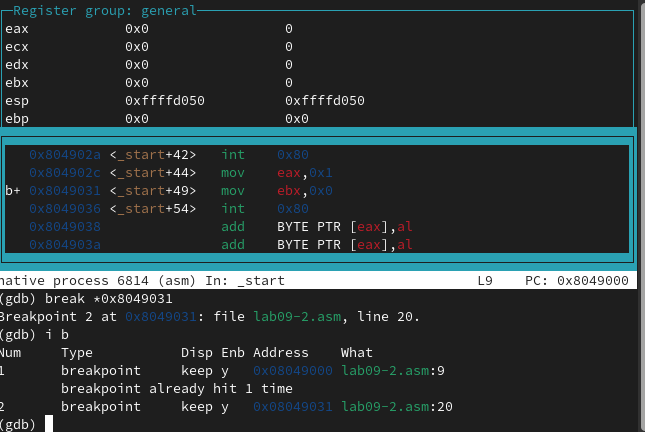 Register group: general
eax 0x0 0
ecx 0x0 0
edx 0x0 0
ebx 0x0 0
esp 0xffffd050 0xffffd050
ebp 0x0 0x0
0x804902a <_start+42> int 0x80
0x804902c <_start+44> mov eax,0x1
b+ 0x8049031 <_start+49> mov ebx,0x0
0x8049036 <_start+54> int 0x80
0x8049038 add BYTE PTR [eax],al
0x804903a add BYTE PTR [eax],al
native process 6814 (asm) In: _start L9 PC: 0x8049000
(gdb) break *0x8049031
Breakpoint 2 at 0x8049031: file lab09-2.asm, line 20.
(gdb) i b
Num Type Disp Enb Address What
1 breakpoint keep y 0x08049000 lab09-2.asm:9
breakpoint already hit 1 time
2 breakpoint keep y 0x08049031 lab09-2.asm:20
(gdb)